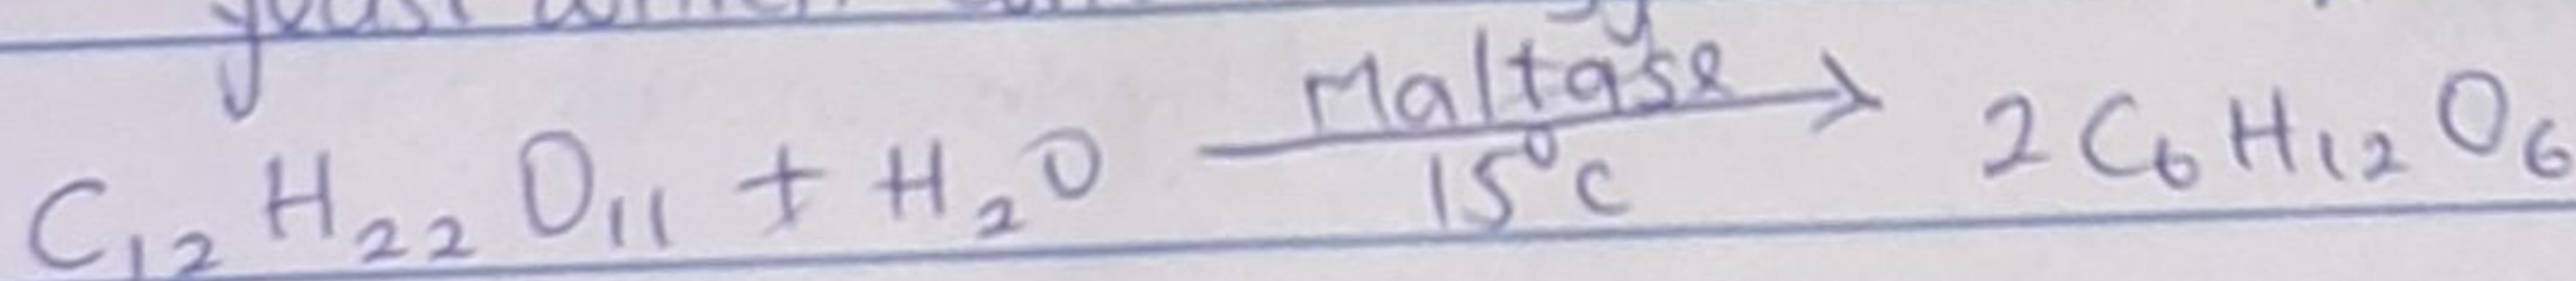 C₁₂H₂₂O₁₁ + H₂O —Maltase/15°C→ 2C₆H₁₂O₆